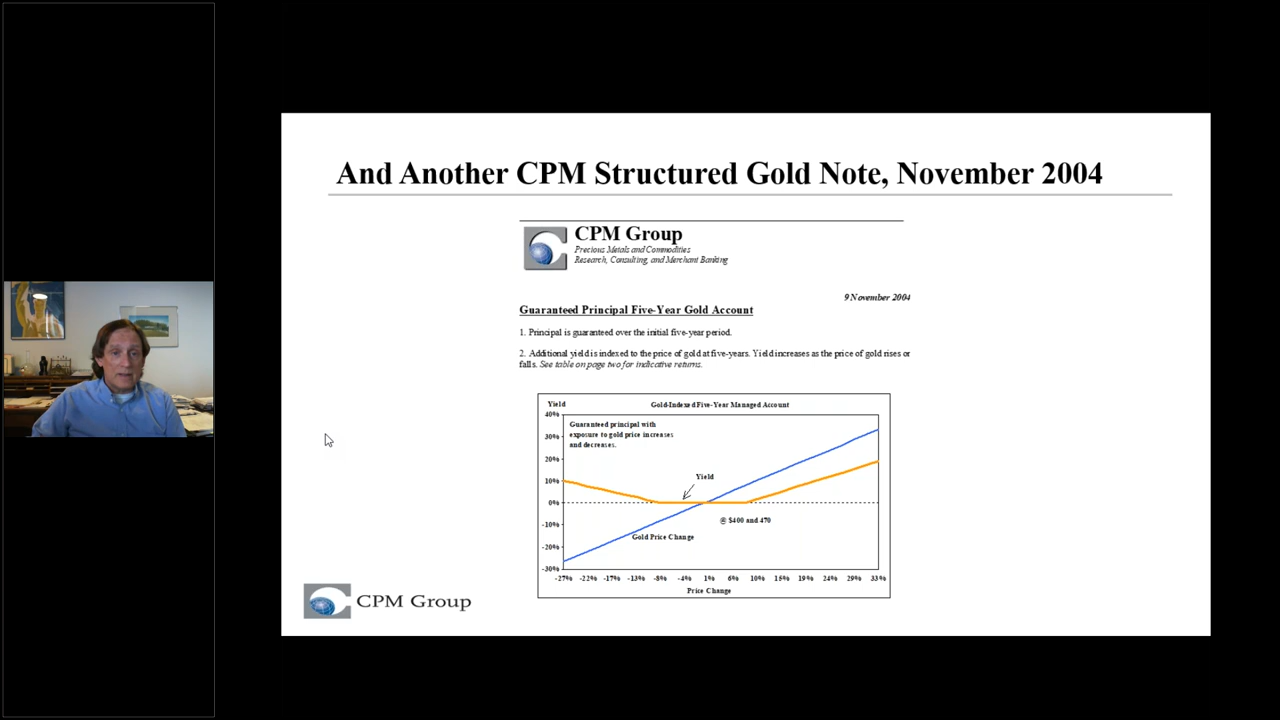 And Another CPM Structured Gold Note, November 2004
CPM Group
Precious Metals and Commodities
Research, Consulting, and Merchant Banking
9 November 2004
Guaranteed Principal Five-Year Gold Account
1. Principal is guaranteed over the initial five-year period.
2. Additional yield is indexed to the price of gold at five-years. Yield increases as the price of gold rises or
falls. See table on page two for indicative returns.
Yield
Gold-Indexed Five-Year Managed Account
40%
Guaranteed principal with
exposure to gold price increases
and decreases.
30%
20%
10%
Yield
0%
@ $400 and 470
-10%
Gold Price Change
-20%
-30%
-27% -22% -17% -13% -8% -4% 1% 6% 10% 15% 19% 24% 29% 33%
Price Change
CPM Group